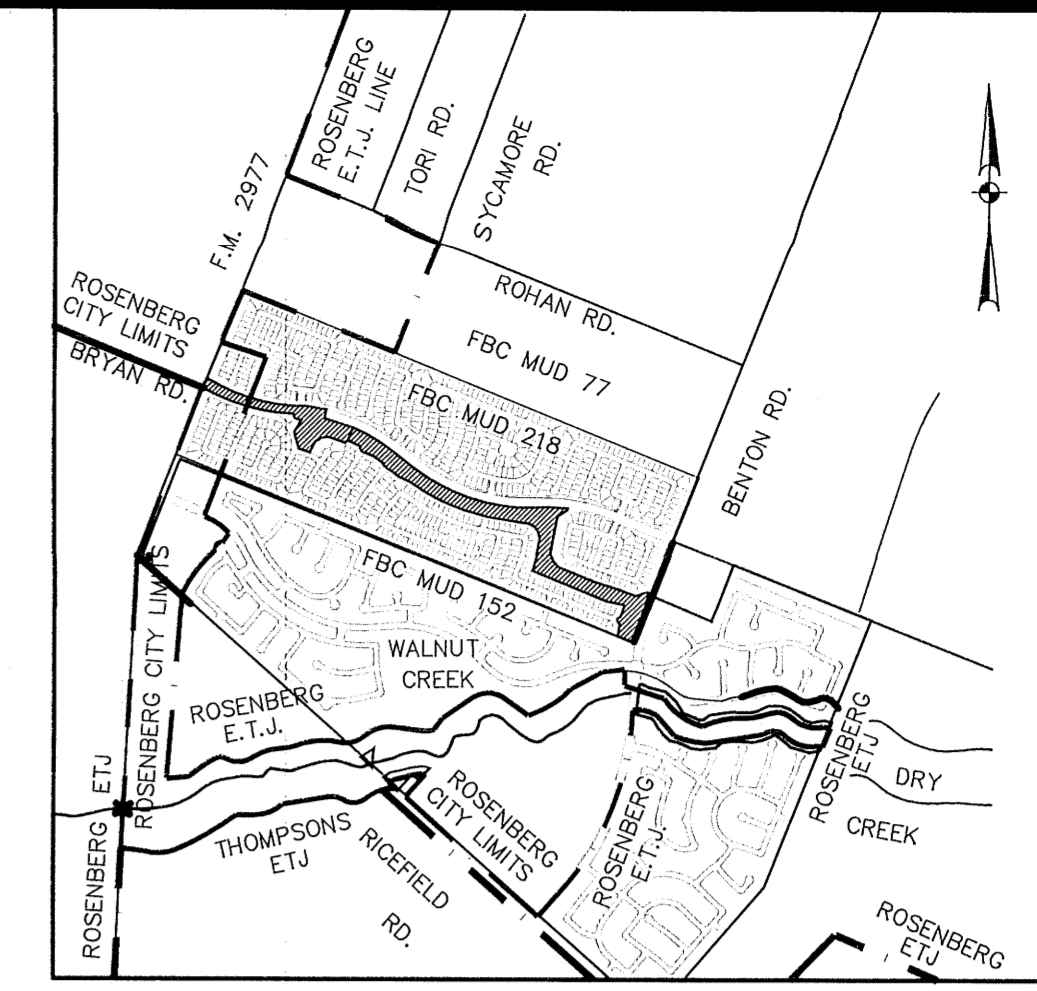 ROSENBERG
E.T.J. LINE
TORI RD.
SYCAMORE
RD.
F.M. 2977
ROSENBERG
CITY LIMITS
BRYAN RD.
ROHAN RD.
FBC MUD 77
FBC MUD 218
BENTON RD.
FBC MUD 152
WALNUT
CREEK
ROSENBERG CITY LIMITS
ROSENBERG
E.T.J.
ROSENBERG ETJ
THOMPSONS
ETJ
RICEFIELD
RD.
ROSENBERG
CITY LIMITS
ROSENBERG
E.T.J.
ROSENBERG
ETJ
DRY
CREEK
ROSENBERG
ETJ